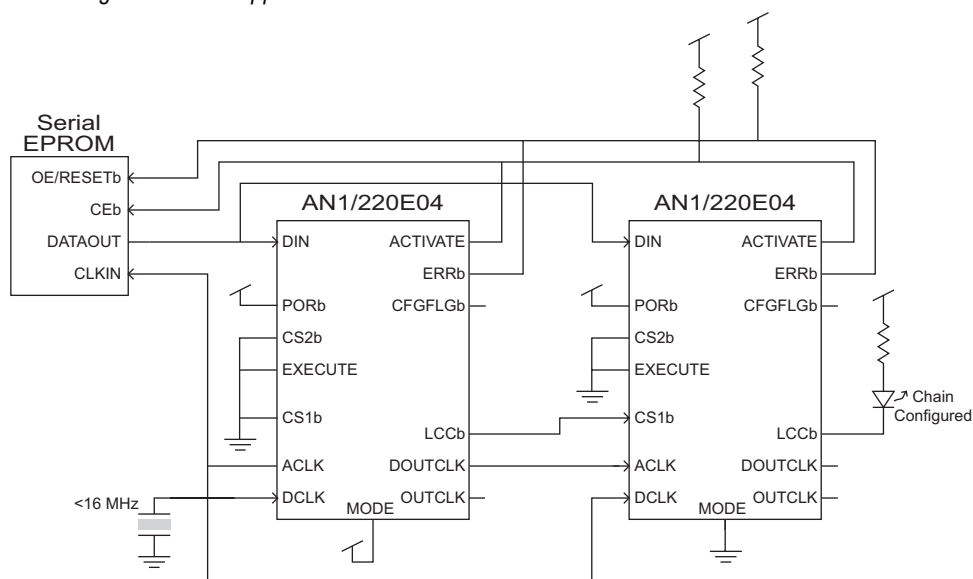 Serial
EPROM
OE/RESETb
CEb
DATAOUT
CLKIN
AN1/220E04
DIN
PORb
CS2b
EXECUTE
CS1b
ACLK
DCLK
ACTIVATE
ERRb
CFGFLGb
LCCb
DOUTCLK
OUTCLK
MODE
<16 MHz
AN1/220E04
DIN
PORb
CS2b
EXECUTE
CS1b
ACLK
DCLK
ACTIVATE
ERRb
CFGFLGb
LCCb
DOUTCLK
OUTCLK
MODE
Chain
Configured